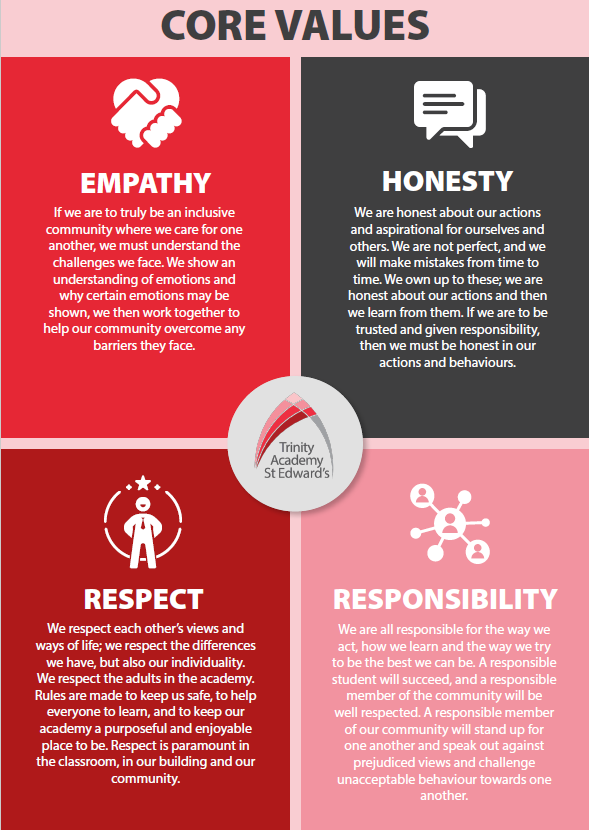 CORE VALUES
EMPATHY
If we are to truly be an inclusive
community where we care for one
another, we must understand the
challenges we face. We show an
understanding of emotions and
why certain emotions may be
shown, we then work together to
help our community overcome any
barriers they face.
HONESTY
We are honest about our actions
and aspirational for ourselves and
others. We are not perfect, and we
will make mistakes from time to
time. We own up to these; we are
honest about our actions and then
we learn from them. If we are to be
trusted and given responsibility,
then we must be honest in our
actions and behaviours.
Trinity
Academy
St Edward's
RESPECT
We respect each other's views and
ways of life; we respect the differences
we have, but also our individuality.
We respect the adults in the academy.
Rules are made to keep us safe, to help
everyone to learn, and to keep our
academy a purposeful and enjoyable
place to be. Respect is paramount in
the classroom, in our building and our
community.
RESPONSIBILITY
We are all responsible for the way we
act, how we learn and the way we try
to be the best we can be. A responsible
student will succeed, and a responsible
member of the community will be
well respected. A responsible member
of our community will stand up for
one another and speak out against
prejudiced views and challenge
unacceptable behaviour towards one
another.